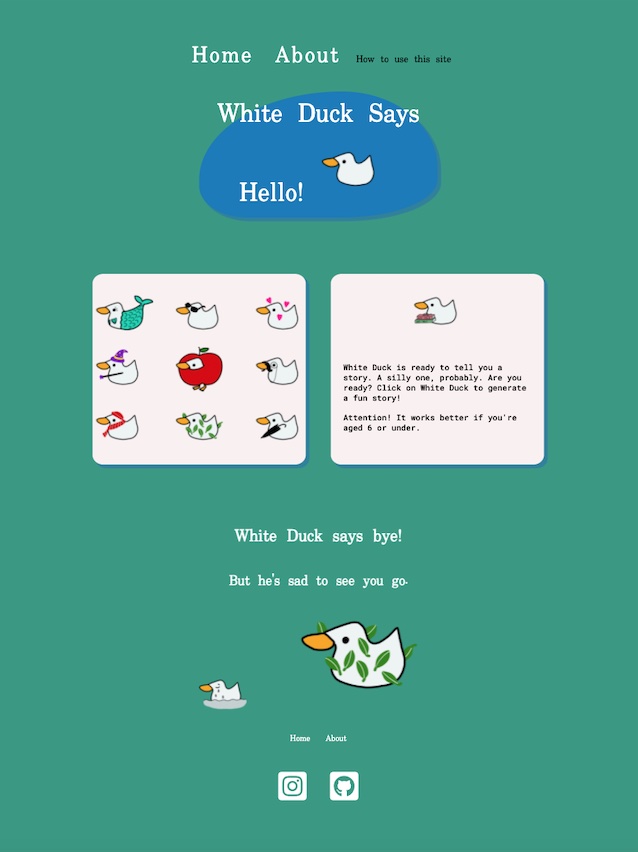 Home About How to use this site
White Duck Says
Hello!
White Duck is ready to tell you a
story. A silly one, probably. Are you
ready? Click on White Duck to generate
a fun story!
Attention! It works better if you're
aged 6 or under.
White Duck says bye!
But he's sad to see you go.
Home About